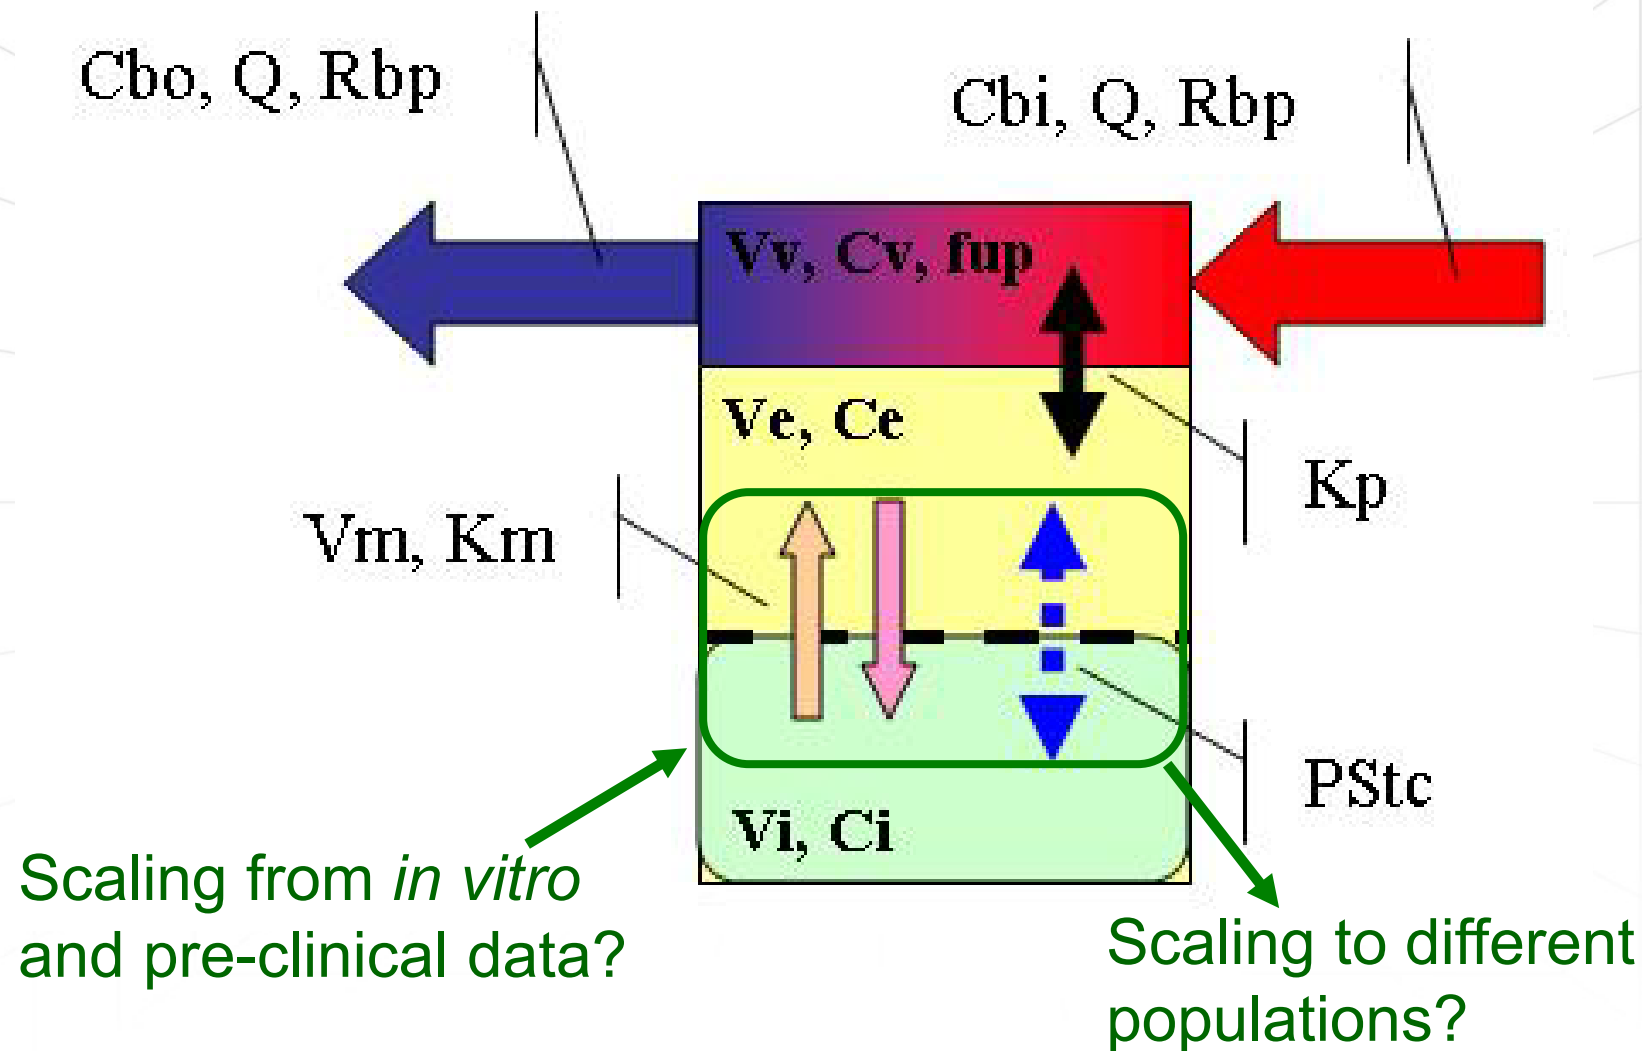 Cbo, Q, Rbp
Cbi, Q, Rbp
Vv, Cv, fup
Ve, Ce
Kp
Vm, Km
PStc
Vi, Ci
Scaling from in vitro
and pre-clinical data?
Scaling to different
populations?